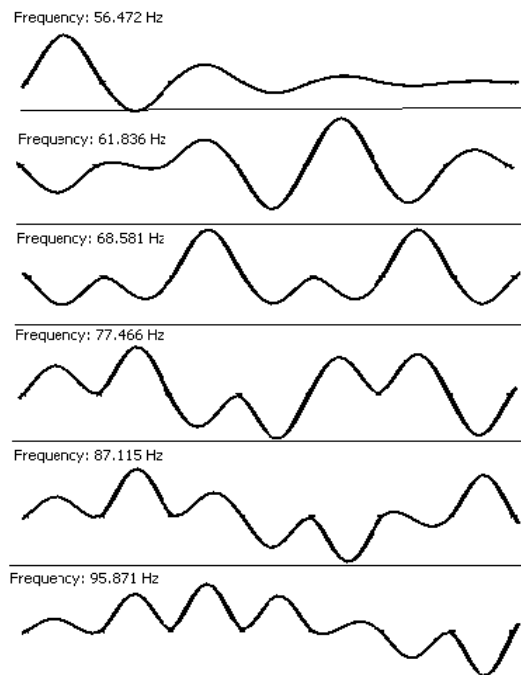 Frequency: 56.472 Hz
Frequency: 61.836 Hz
Frequency: 68.581 Hz
Frequency: 77.466 Hz
Frequency: 87.115 Hz
Frequency: 95.871 Hz